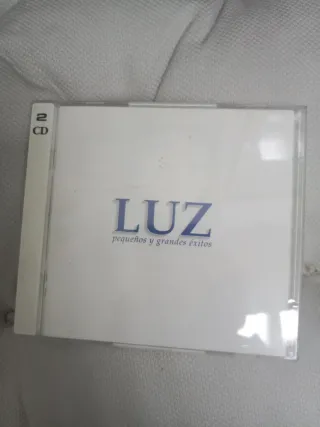 2
CD
LUZ
pequeños y grandes éxitos